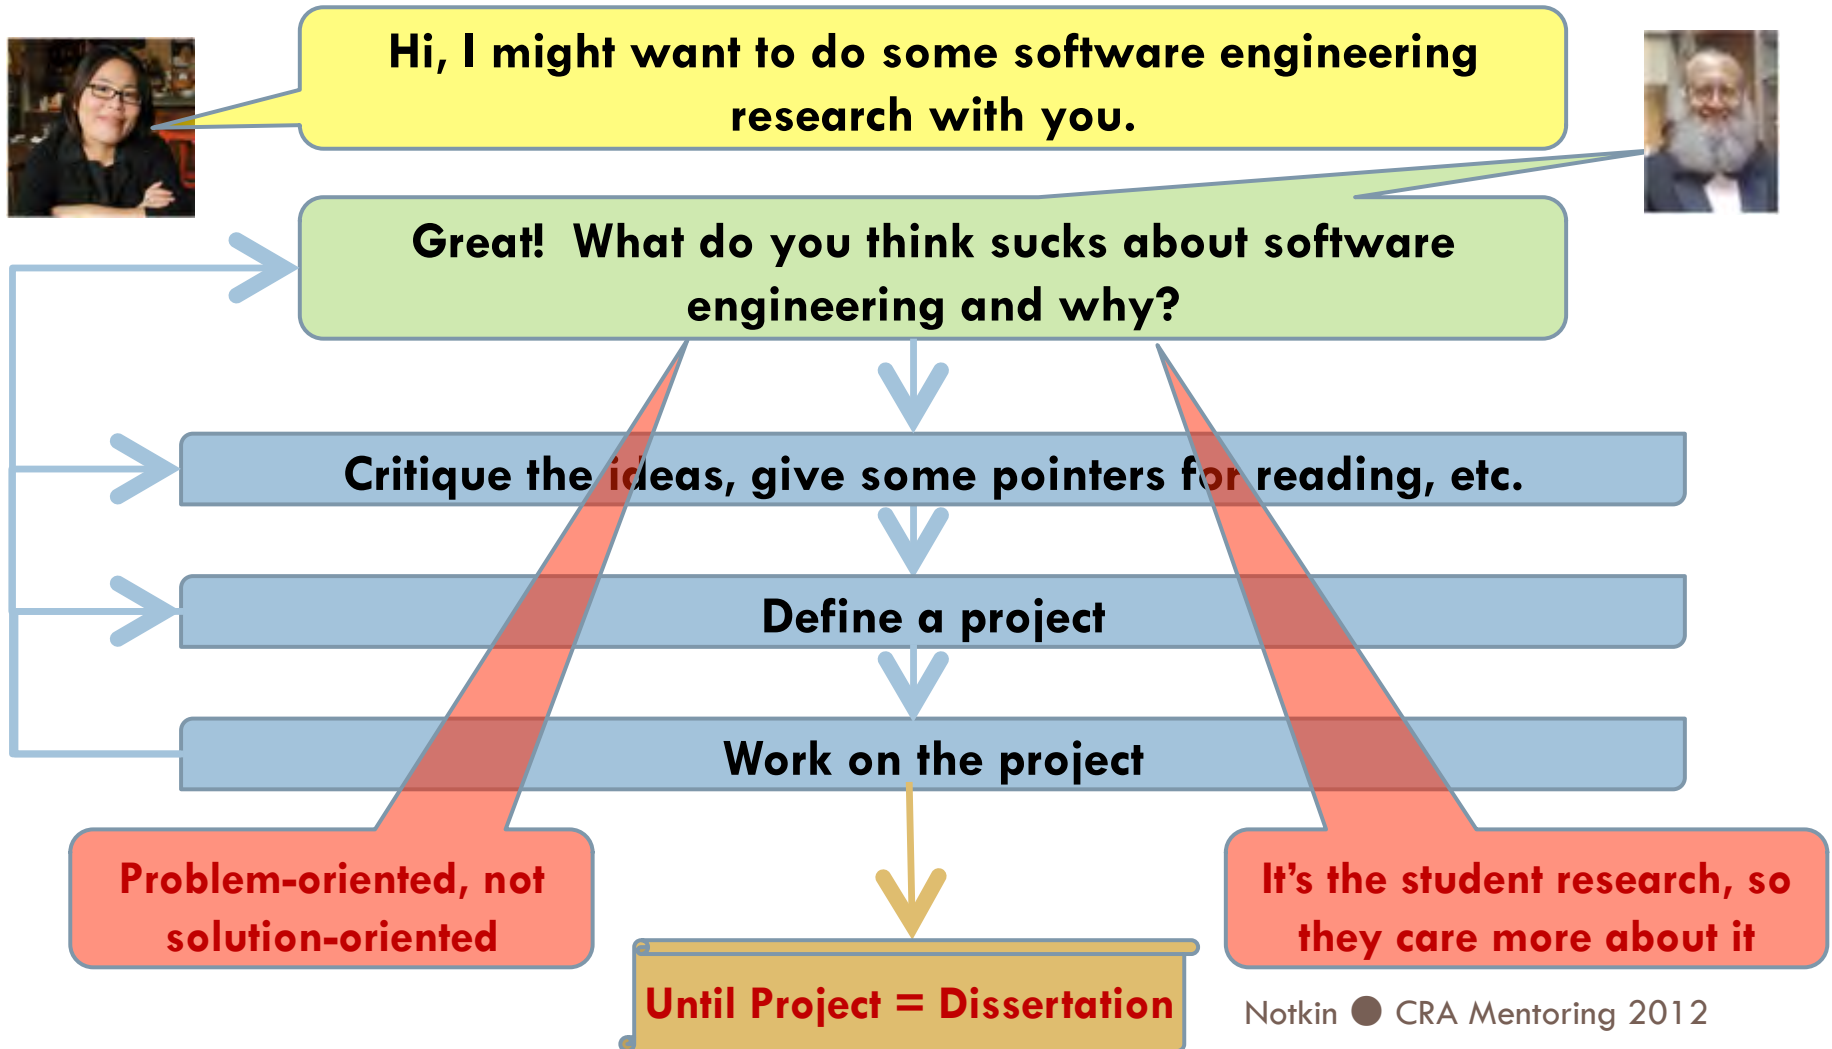 Hi, I might want to do some software engineering
research with you.
Great!  What do you think sucks about software
engineering and why?
Critique the ideas, give some pointers for reading, etc.
Define a project
Work on the project
Problem-oriented, not
solution-oriented
It’s the student research, so
they care more about it
Until Project = Dissertation
Notkin ● CRA Mentoring 2012